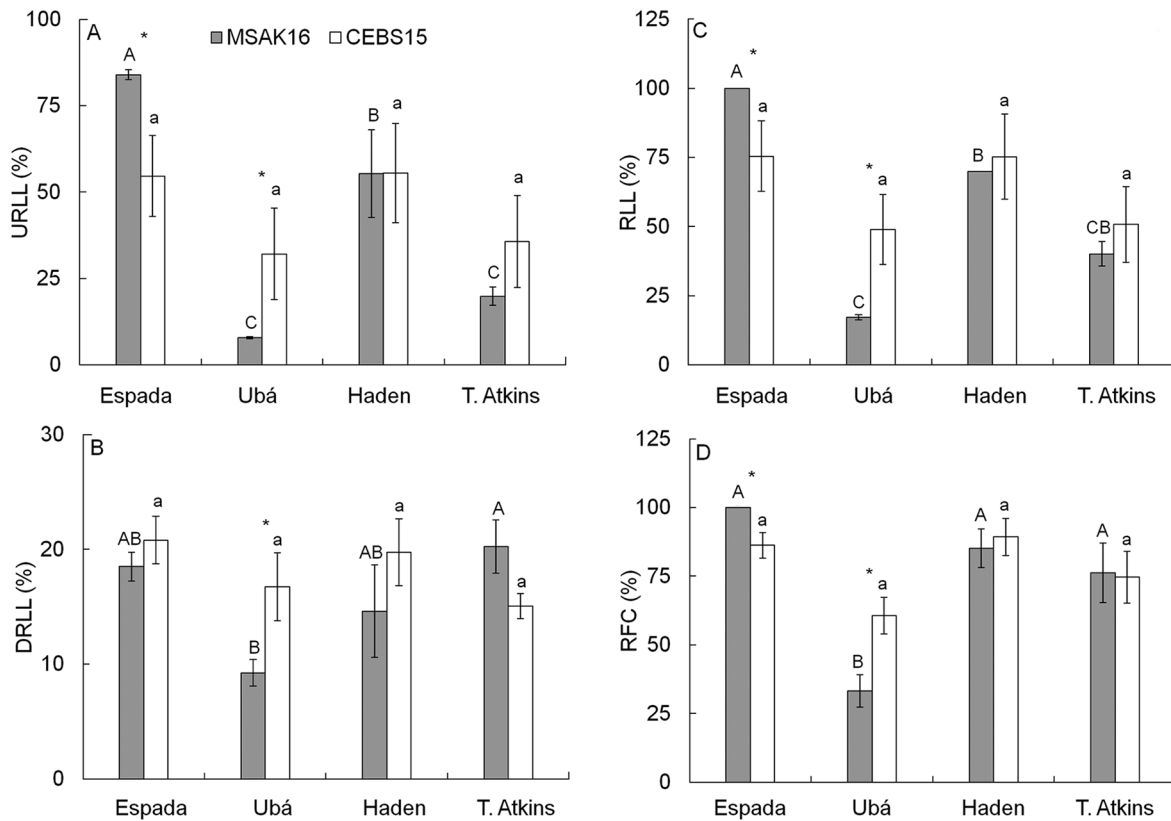 A
MSAK16 CEBS15
URLL (%)
100
75
50
25
0
A * a
C * a
B a
C a
Espada Ubá Haden T. Atkins
C
RLL (%)
125
100
75
50
25
0
A * a
C * a
B a
CB a
Espada Ubá Haden T. Atkins
B
DRLL (%)
30
20
10
0
AB a
B * a
AB a
A a
Espada Ubá Haden T. Atkins
D
RFC (%)
125
100
75
50
25
0
A * a
B * a
A a
A a
Espada Ubá Haden T. Atkins